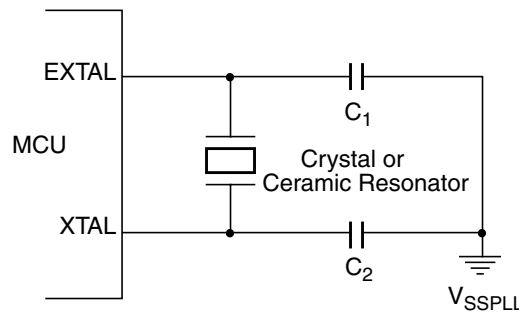 EXTAL
C1
MCU
Crystal or
Ceramic Resonator
XTAL
C2
VSSPLL